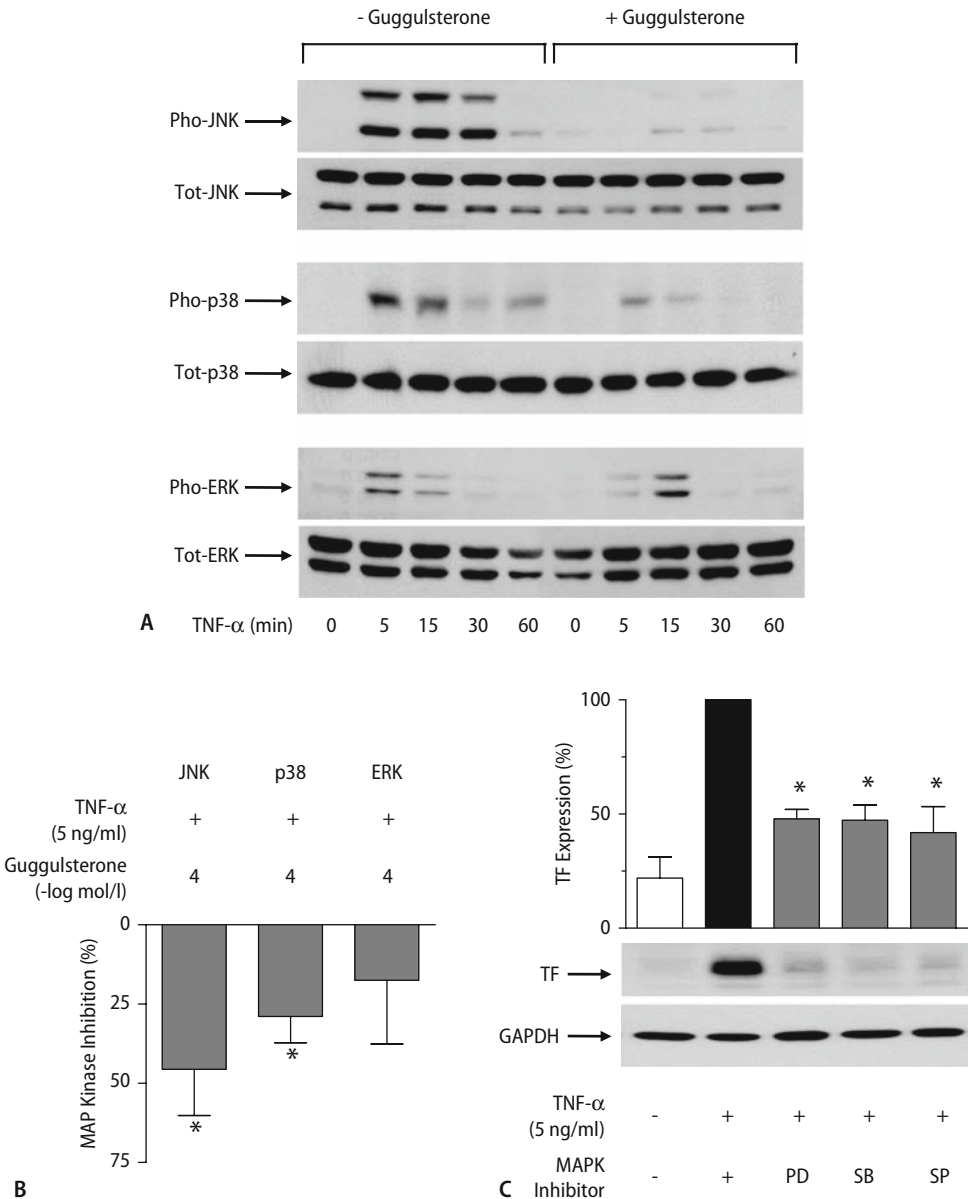 - Guggulsterone + Guggulsterone
Pho-JNK
Tot-JNK
Pho-p38
Tot-p38
Pho-ERK
Tot-ERK
A TNF-α (min) 0 5 15 30 60 0 5 15 30 60
JNK p38 ERK
TNF-α
(5 ng/ml) + + +
Guggulsterone
(-log mol/l) 4 4 4
0
25
50
75
MAP Kinase Inhibition (%)
* *
B
100
50
0
TF Expression (%)
* * *
TF
GAPDH
TNF-α
(5 ng/ml) - + + + +
MAPK
Inhibitor - + PD SB SP
C